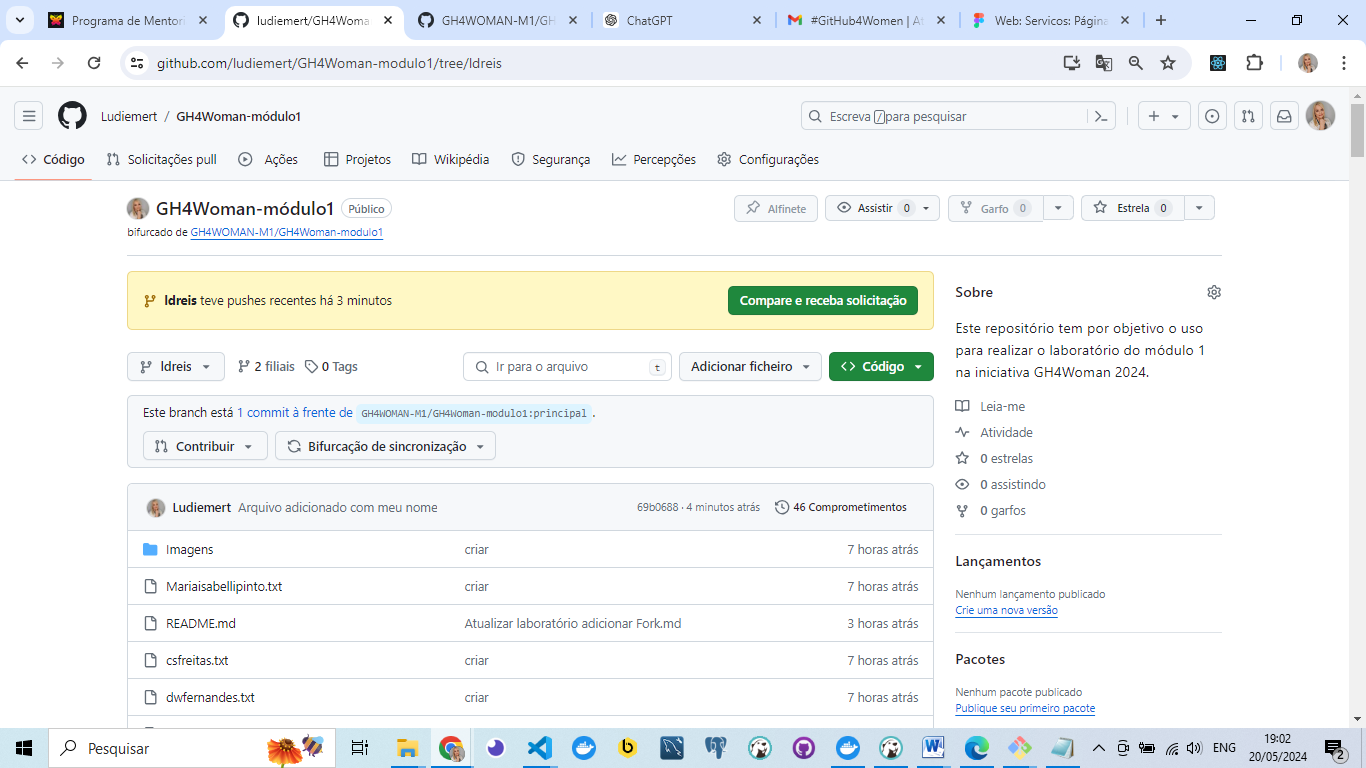 Programa de Mentori
ludiemert/GH4Woma
GH4WOMAN-M1/GH
ChatGPT
#GitHub4Women | At
Web: Servicos: Página
github.com/ludiemert/GH4Woman-modulo1/tree/ldreis
Ludiemert / GH4Woman-módulo1
Escreva / para pesquisar
Código
Solicitações pull
Ações
Projetos
Wikipédia
Segurança
Percepções
Configurações
GH4Woman-módulo1 Público
Alfinete
Assistir 0
Garfo 0
Estrela 0
bifurcado de GH4WOMAN-M1/GH4Woman-modulo1
ldreis teve pushes recentes há 3 minutos
Compare e receba solicitação
ldreis
2 filiais
0 Tags
Ir para o arquivo t
Adicionar ficheiro
Código
Este branch está 1 commit à frente de GH4WOMAN-M1/GH4Woman-modulo1:principal .
Contribuir
Bifurcação de sincronização
Ludiemert Arquivo adicionado com meu nome 69b0688 · 4 minutos atrás 46 Comprometimentos
Imagens criar 7 horas atrás
Mariaisabellipinto.txt criar 7 horas atrás
README.md Atualizar laboratório adicionar Fork.md 3 horas atrás
csfreitas.txt criar 7 horas atrás
dwfernandes.txt criar 7 horas atrás
Sobre
Este repositório tem por objetivo o uso
para realizar o laboratório do módulo 1
na iniciativa GH4Woman 2024.
Leia-me
Atividade
0 estrelas
0 assistindo
0 garfos
Lançamentos
Nenhum lançamento publicado
Crie uma nova versão
Pacotes
Nenhum pacote publicado
Publique seu primeiro pacote
Pesquisar
ENG
19:02
20/05/2024
2